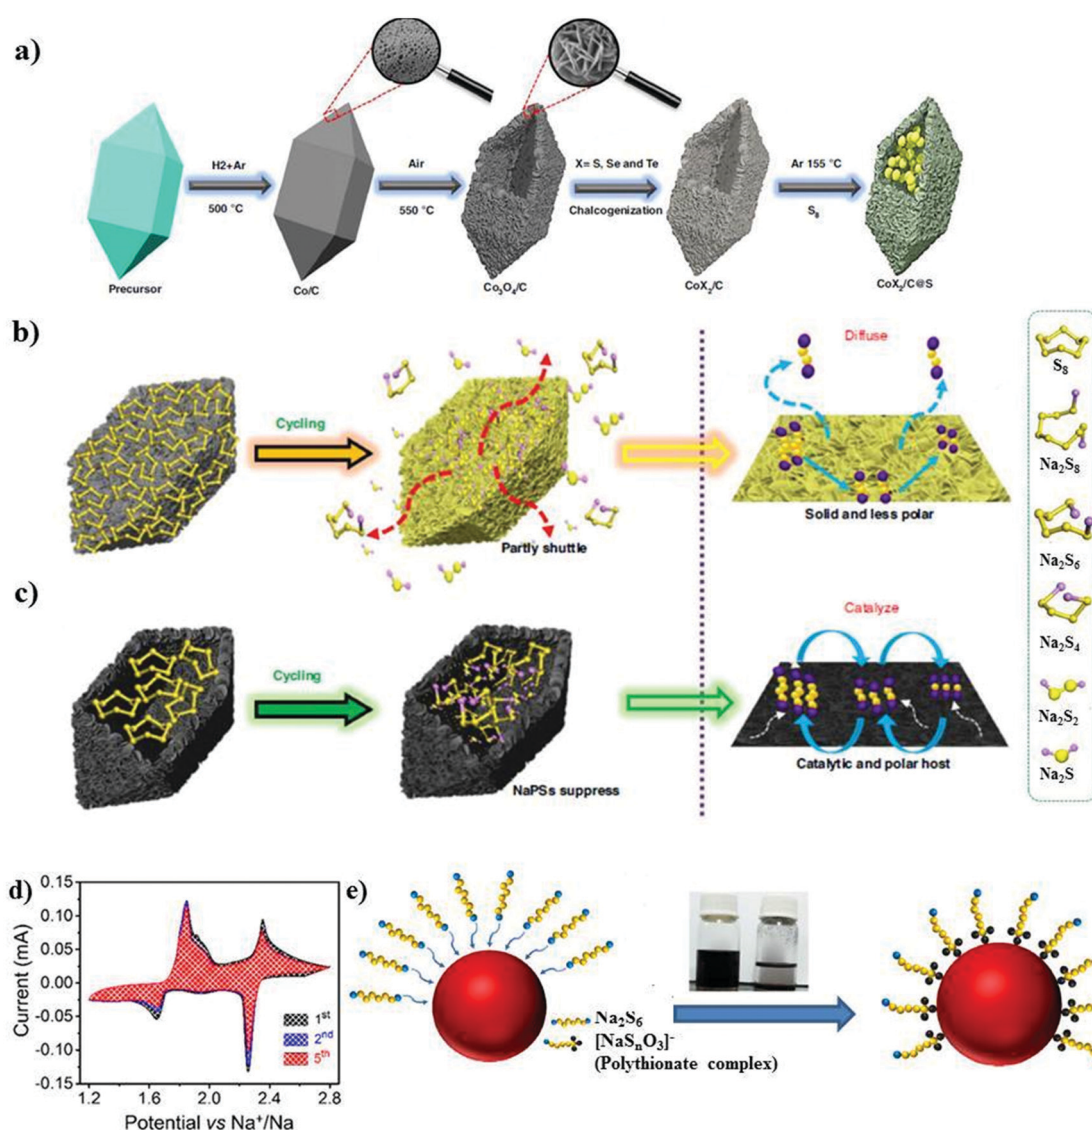 a)
H2+Ar
500 °C
Air
550 °C
X= S, Se and Te
Chalcogenization
Ar 155 °C
S₈
Precursor
Co/C
Co₃O₄/C
CoX₂/C
CoX₂/C@S
b)
Cycling
Partly shuttle
Diffuse
Solid and less polar
c)
Cycling
NaPSs suppress
Catalyze
Catalytic and polar host
S₈
Na₂S₈
Na₂S₆
Na₂S₄
Na₂S₂
Na₂S
d)
Current (mA)
0.15
0.10
0.05
0.00
-0.05
-0.10
-0.15
1ˢᵗ
2ⁿᵈ
5ᵗʰ
1.2 1.6 2.0 2.4 2.8
Potential vs Na⁺/Na
e)
Na₂S₆
[NaSₙO₃]⁻
(Polythionate complex)